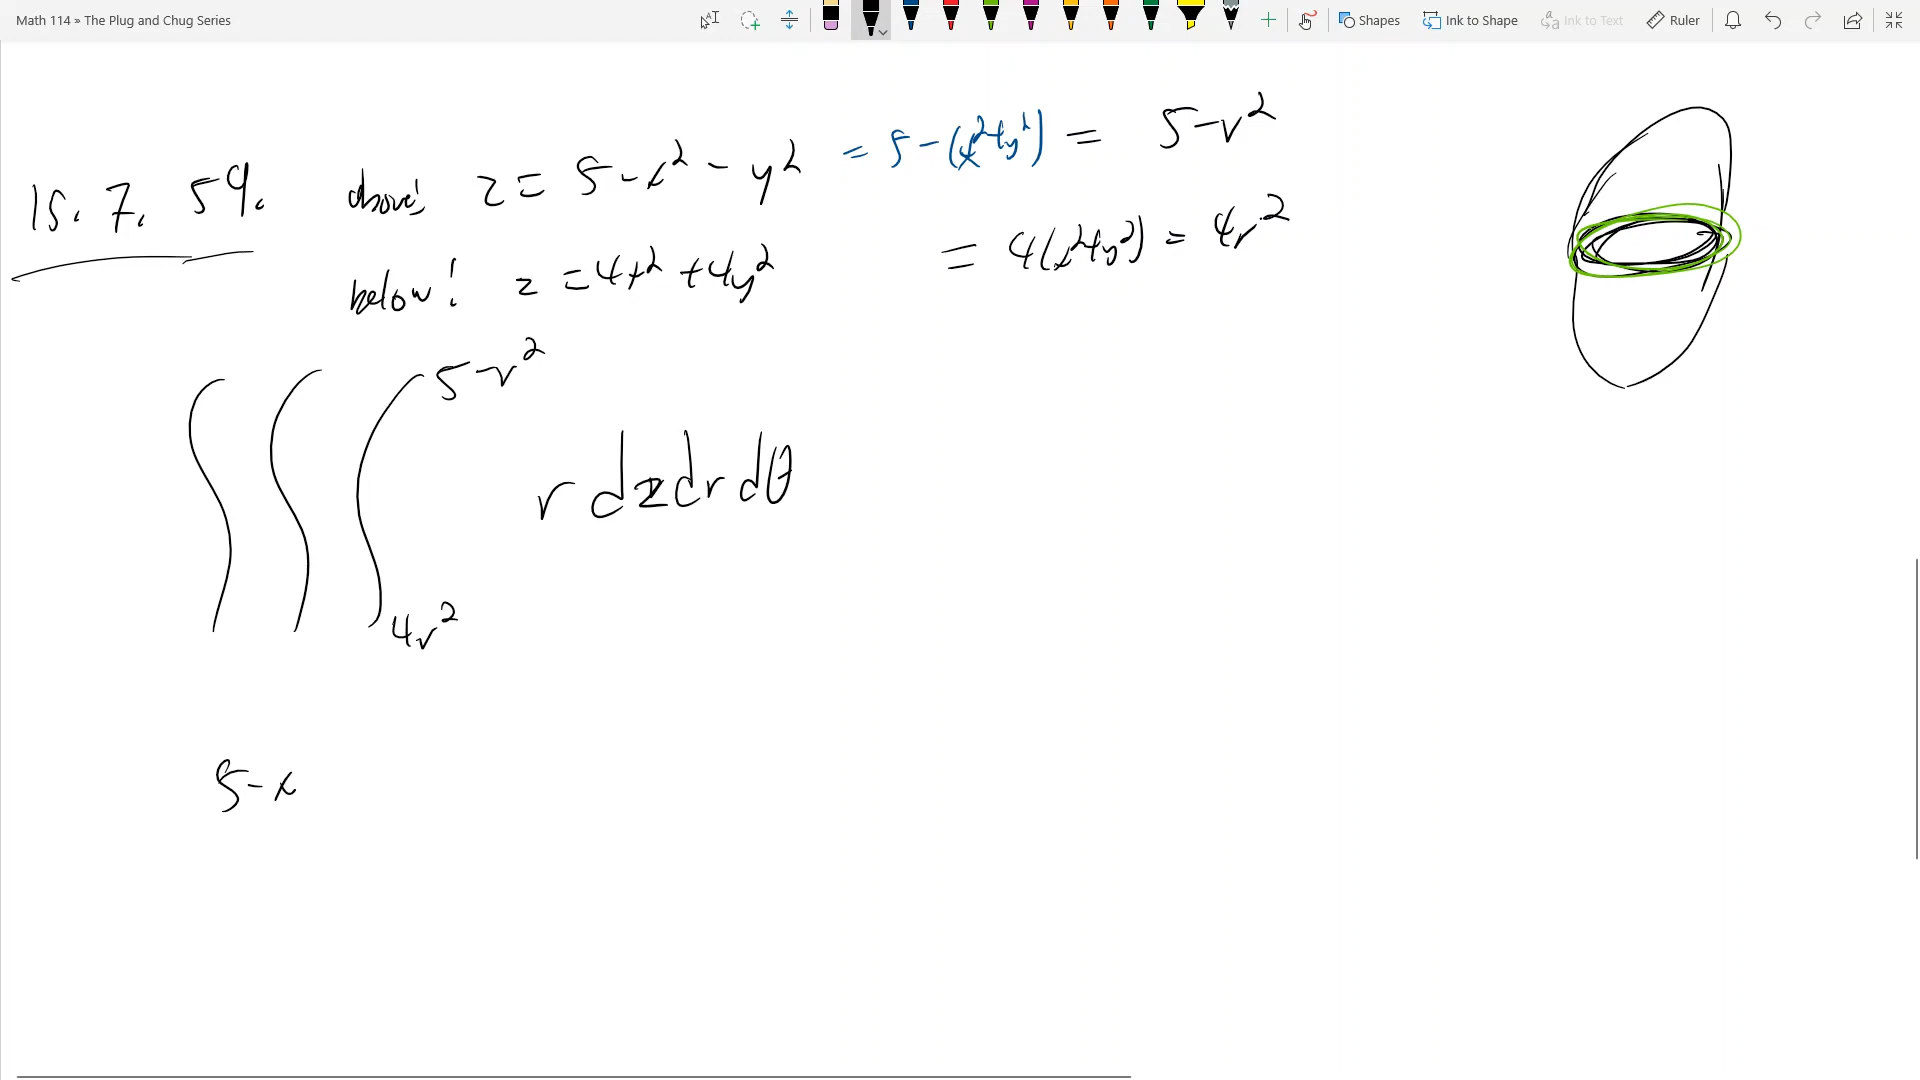 Math 114 » The Plug and Chug Series
Shapes
Ink to Shape
Ink to Text
Ruler
15. 7. 59. above! z = 5 - x² - y² = 5 - (x²+y²) = 5 - r²
below! z = 4x² + 4y² = 4(x²+y²) = 4r²
∫ ∫ ∫ 5-r² 4r² r dz dr dθ
5 - x